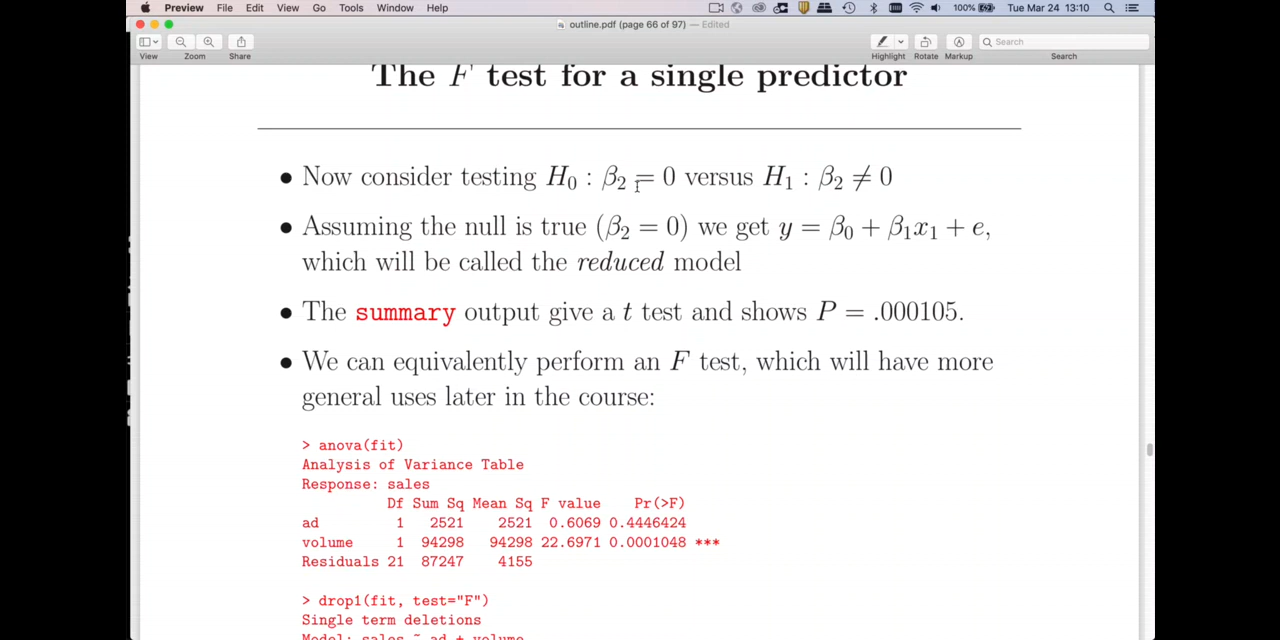 Preview File Edit View Go Tools Window Help 100% Tue Mar 24 13:10
outline.pdf (page 66 of 97) — Edited
Search
View Zoom Share Highlight Rotate Markup Search
The F test for a single predictor
• Now consider testing H₀ : β₂ = 0 versus H₁ : β₂ ≠ 0
• Assuming the null is true (β₂ = 0) we get y = β₀ + β₁x₁ + e,
which will be called the reduced model
• The summary output give a t test and shows P = .000105.
• We can equivalently perform an F test, which will have more
general uses later in the course:
> anova(fit)
Analysis of Variance Table
Response: sales
Df Sum Sq Mean Sq F value Pr(>F)
ad 1 2521 2521 0.6069 0.4446424
volume 1 94298 94298 22.6971 0.0001048 ***
Residuals 21 87247 4155
> drop1(fit, test="F")
Single term deletions
Model: sales ~ ad + volume